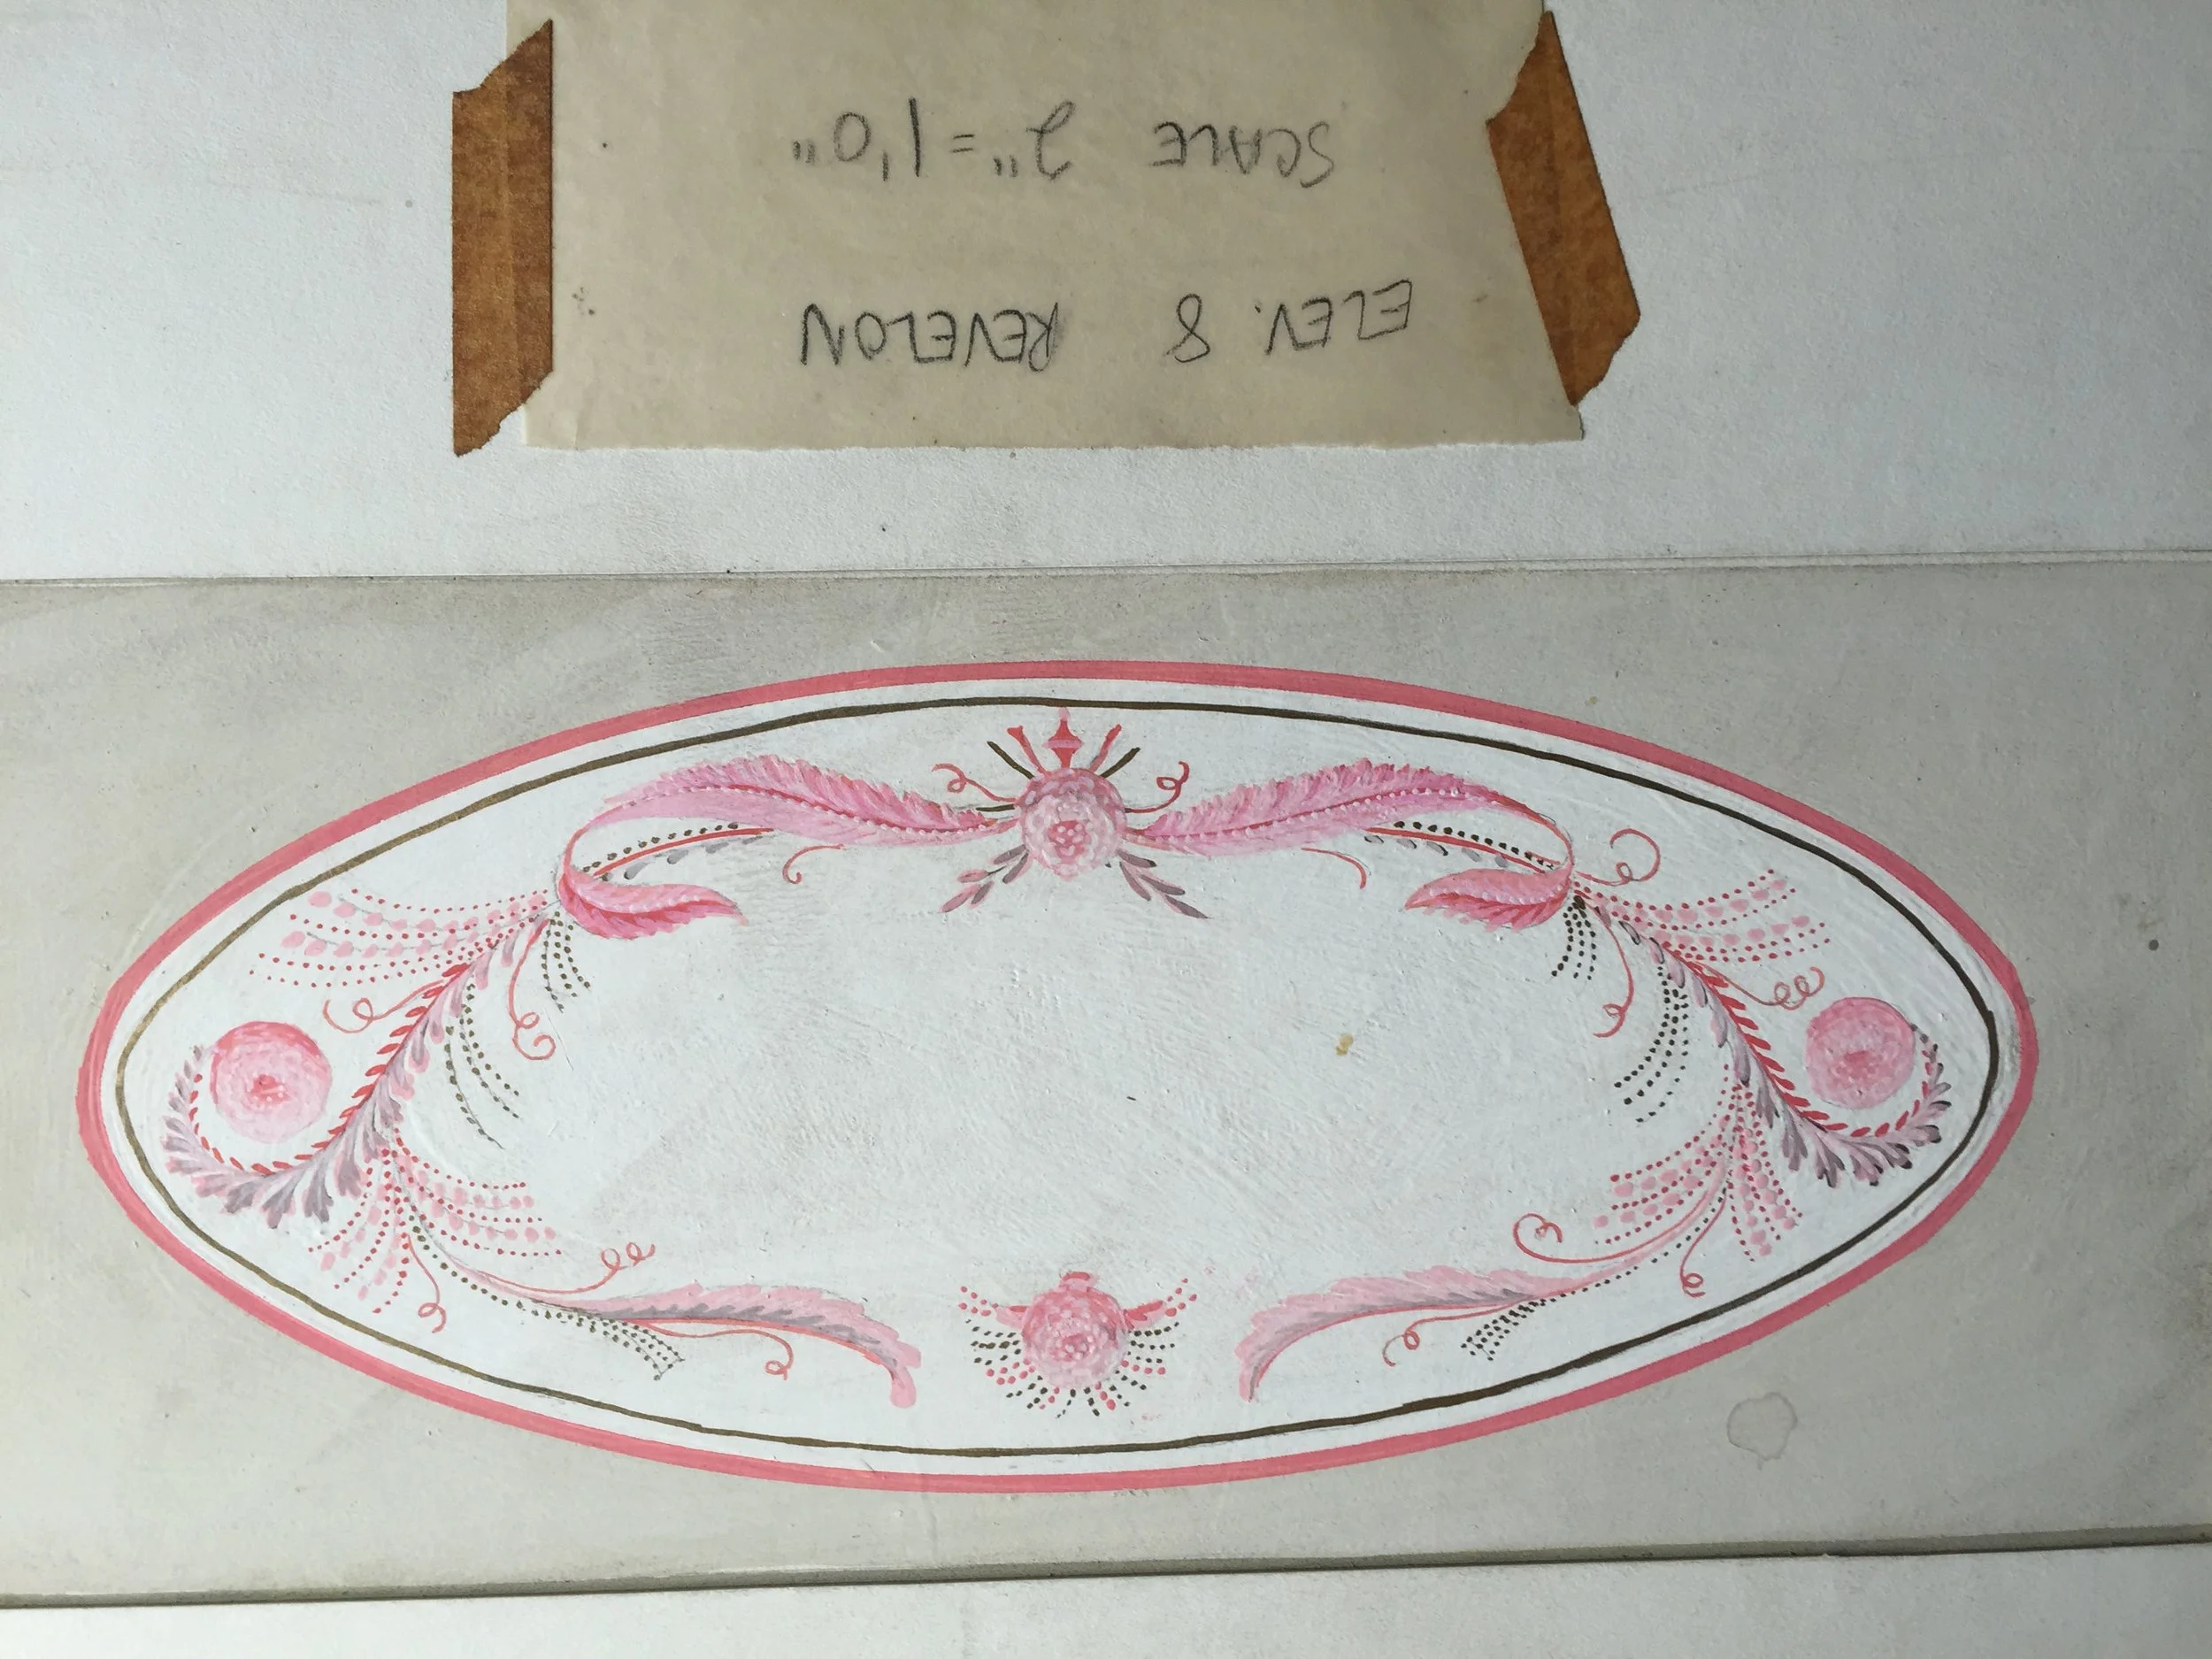 ELEV. 8 REVELON
SCALE 2" = 1'0"